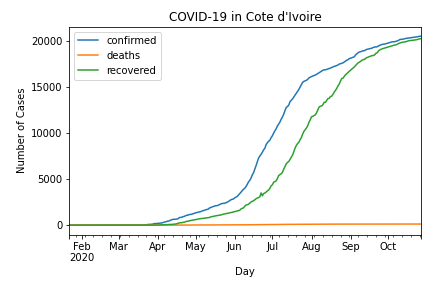 COVID-19 in Cote d'Ivoire
confirmed
deaths
recovered
Number of Cases
20000
15000
10000
5000
0
Feb Mar Apr May Jun Jul Aug Sep Oct
2020
Day